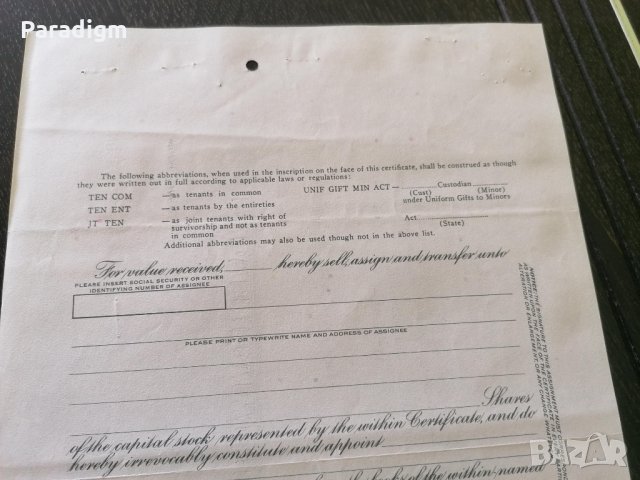 Paradigm
The following abbreviations, when used in the inscription on the face of this certificate, shall be construed as though
they were written out in full according to applicable laws or regulations:
TEN COM —as tenants in common UNIF GIFT MIN ACT— Custodian
(Cust) (Minor)
TEN ENT —as tenants by the entireties under Uniform Gifts to Minors
JT TEN —as joint tenants with right of Act
survivorship and not as tenants (State)
in common
Additional abbreviations may also be used though not in the above list.
For value received, hereby sell, assign and transfer unto
PLEASE INSERT SOCIAL SECURITY OR OTHER
IDENTIFYING NUMBER OF ASSIGNEE
PLEASE PRINT OR TYPEWRITE NAME AND ADDRESS OF ASSIGNEE
Shares
of the capital stock represented by the within Certificate, and do
hereby irrevocably constitute and appoint
of the within-named
BAZAR